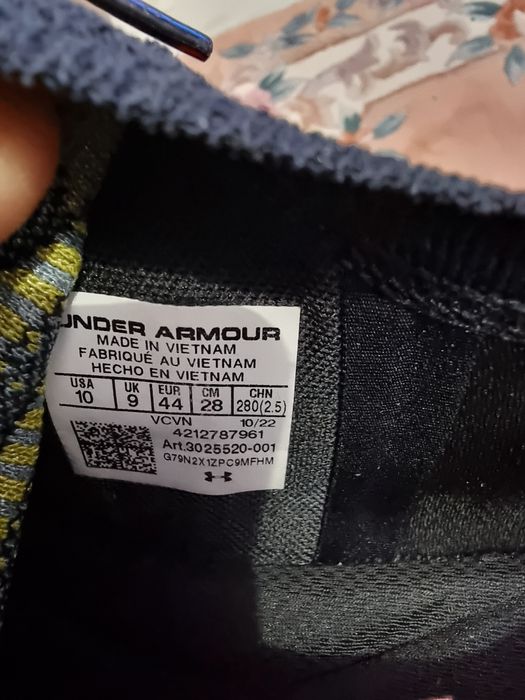 UNDER ARMOUR
MADE IN VIETNAM
FABRIQUÉ AU VIETNAM
HECHO EN VIETNAM
USA UK EUR CM CHN
10 9 44 28 280(2.5)
VCVN 10/22
4212787961
Art.3025520-001
G79N2X1ZPC9MFHM